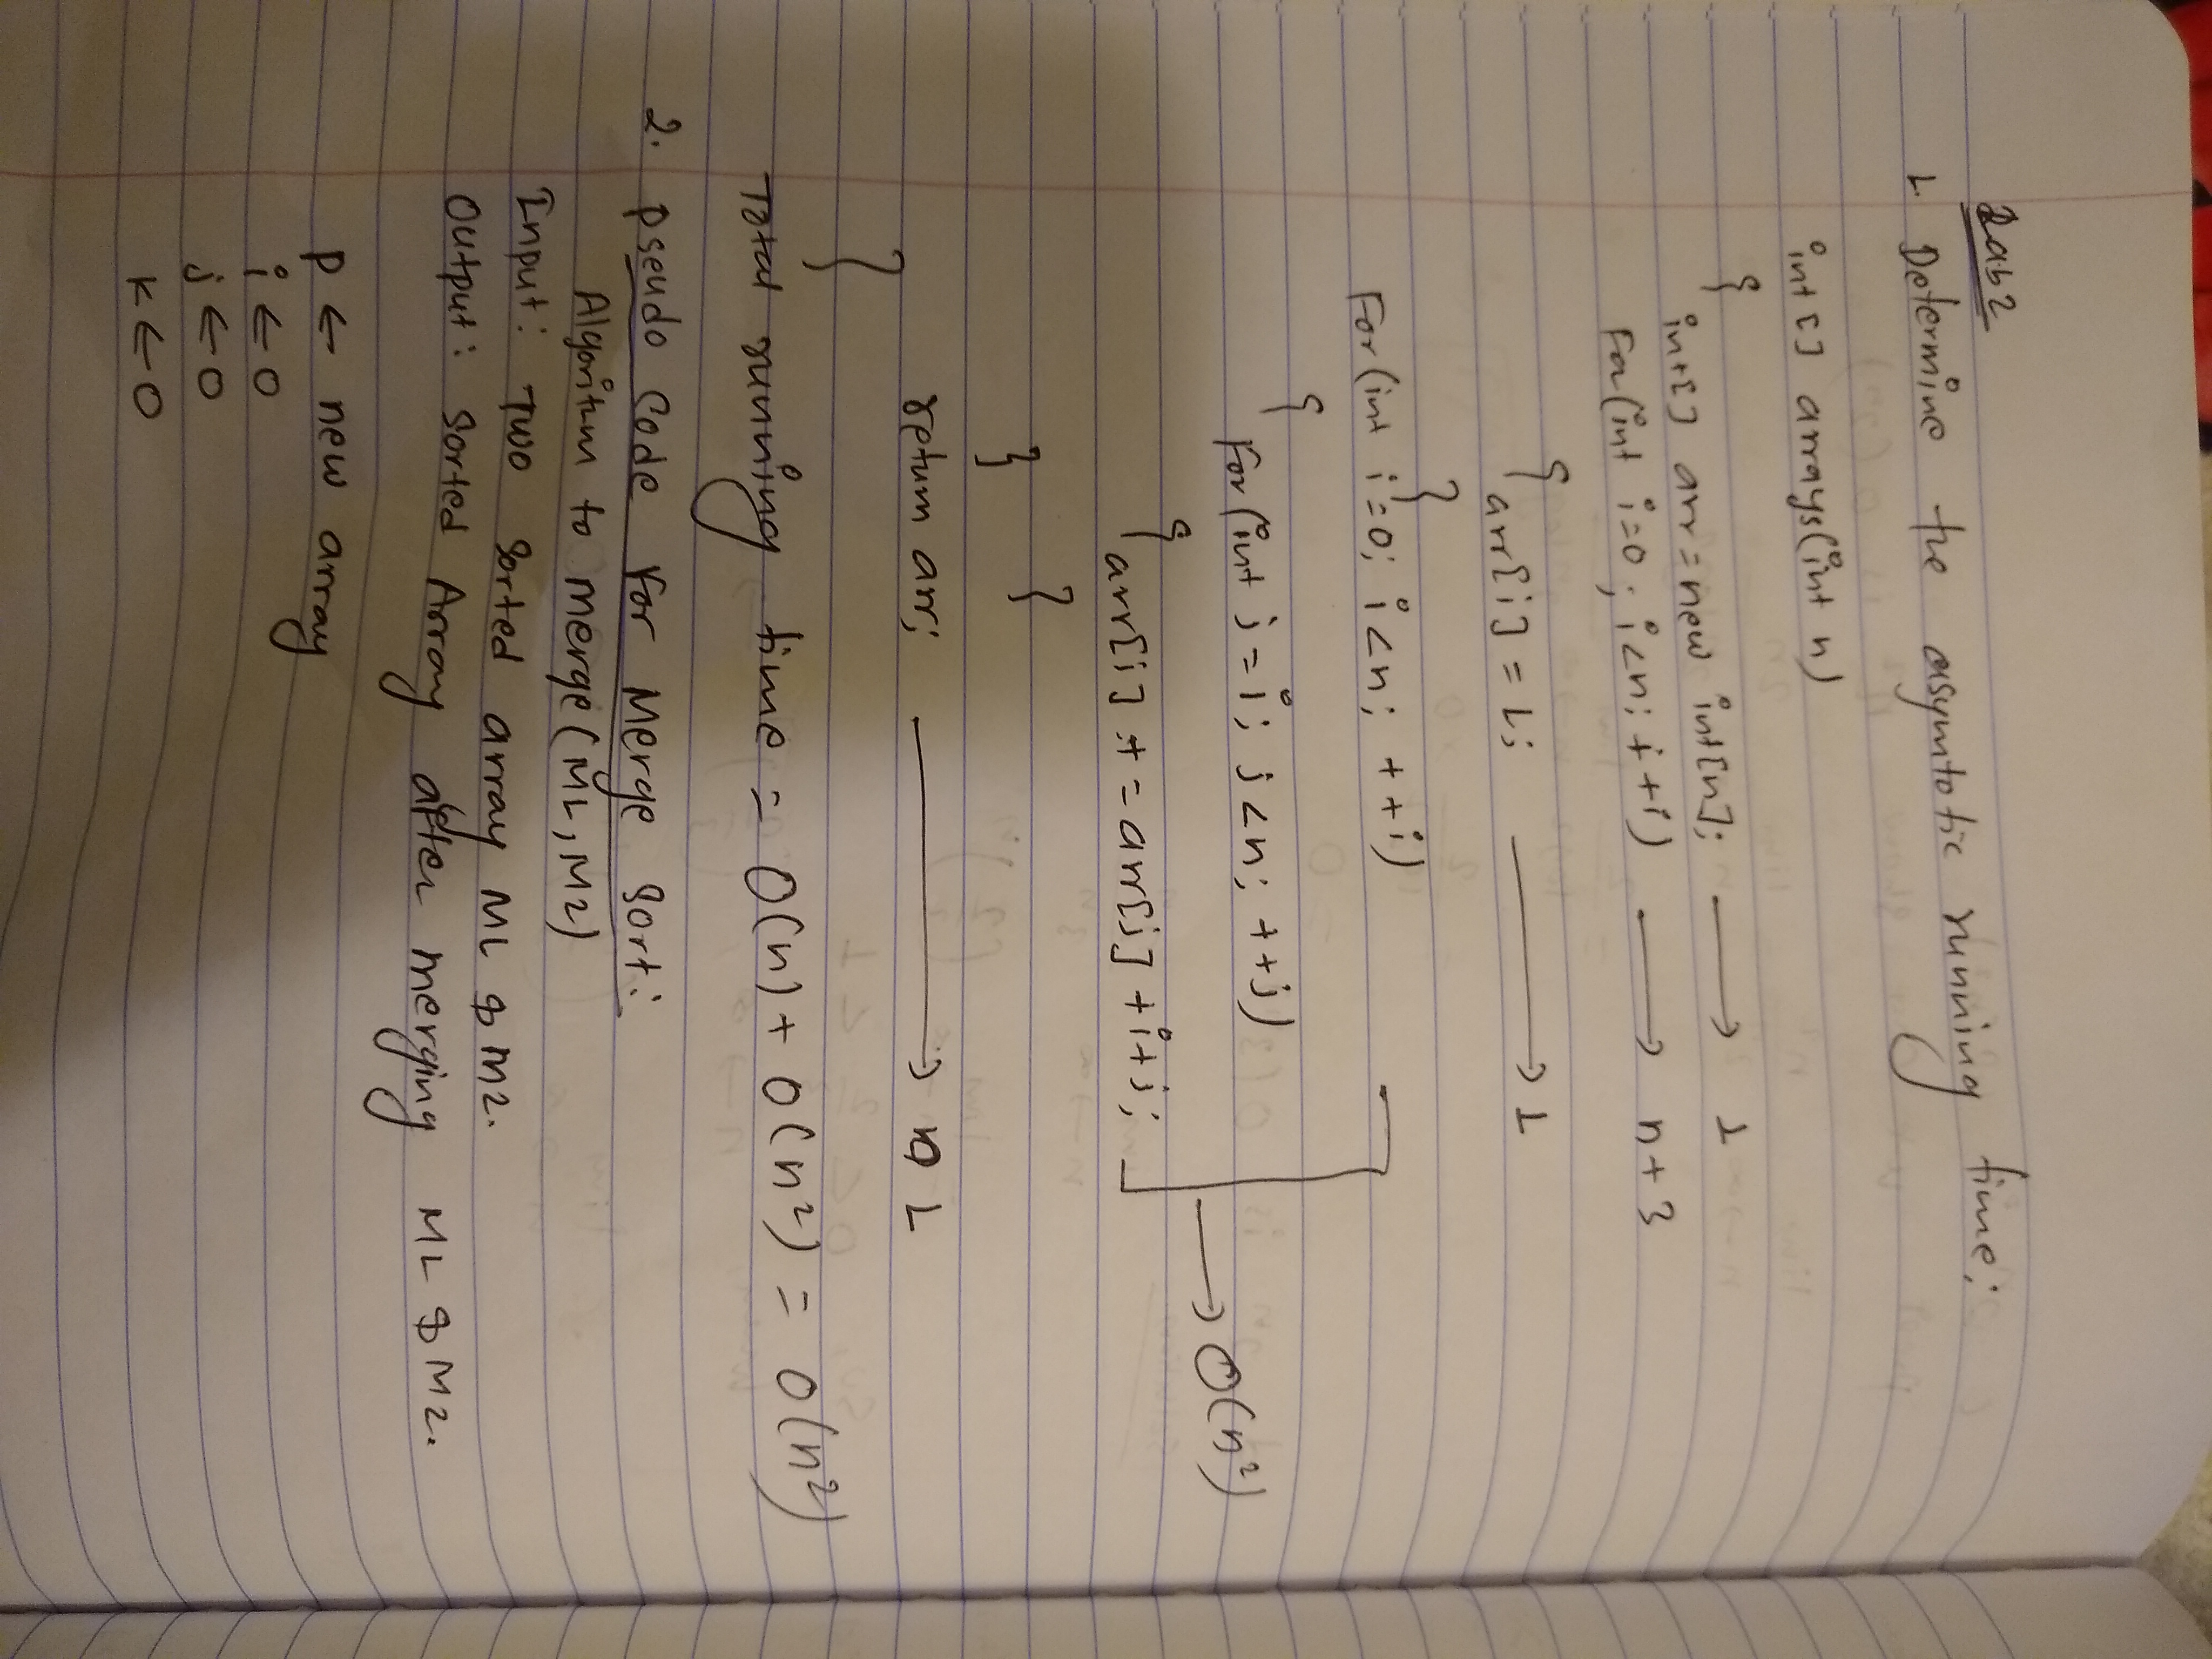 Lab2
1. Determine the asymtotic running time:
int[] arrays(int n)
{
int[] arr = new int[n]; → 1
For(int i=0; i<n; ++i) → n+3
{
arr[i] = 1; → 1
}
For(int i=0; i<n; ++i)
{
For(int j=i; j<n; ++j)
→ O(n²)
{
arr[i] += arr[j] +i+j;
}
}
return arr; → 1
}
Total running time = O(n) + O(n²) = O(n²)
2. pseudo Code For Merge Sort:
Algoritum to merge(M1, M2)
Input: Two Sorted array M1 & M2.
Output: Sorted Array after merging M1 & M2.
P ← new array
i ← 0
j ← 0
k ← 0